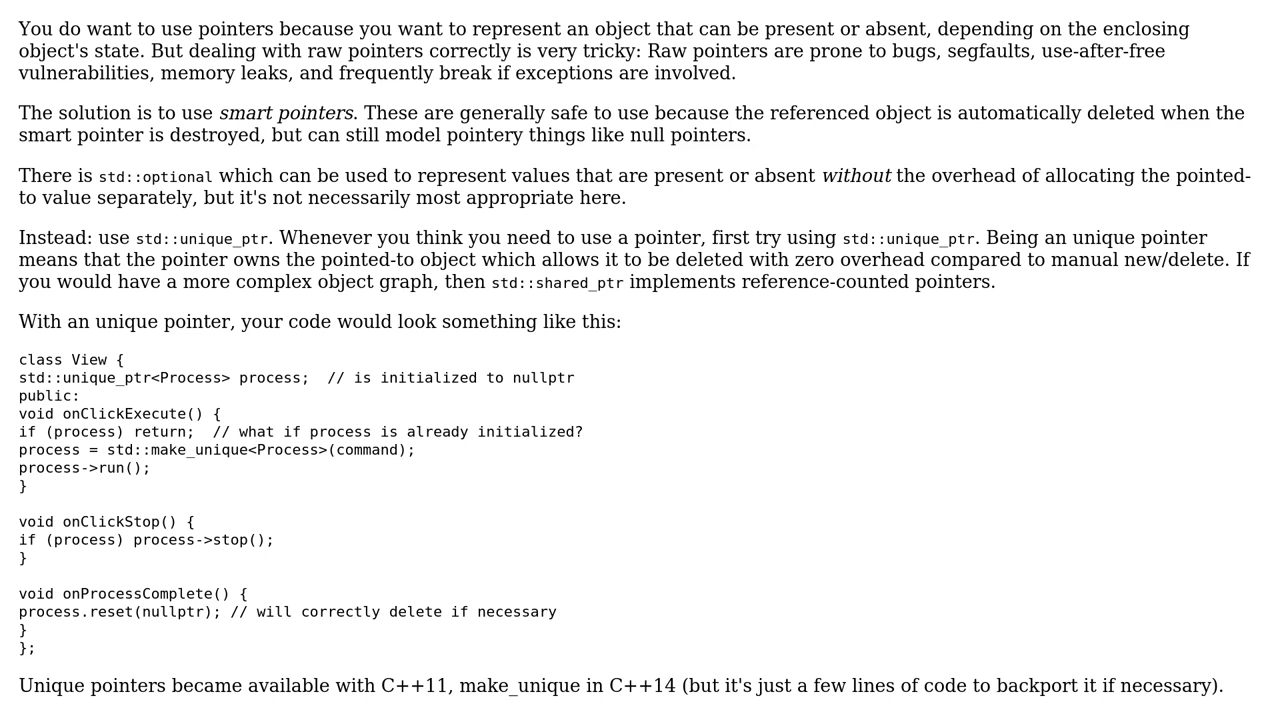 You do want to use pointers because you want to represent an object that can be present or absent, depending on the enclosing
object's state. But dealing with raw pointers correctly is very tricky: Raw pointers are prone to bugs, segfaults, use-after-free
vulnerabilities, memory leaks, and frequently break if exceptions are involved.
The solution is to use smart pointers. These are generally safe to use because the referenced object is automatically deleted when the
smart pointer is destroyed, but can still model pointery things like null pointers.
There is std::optional which can be used to represent values that are present or absent without the overhead of allocating the pointed-
to value separately, but it's not necessarily most appropriate here.
Instead: use std::unique_ptr. Whenever you think you need to use a pointer, first try using std::unique_ptr. Being an unique pointer
means that the pointer owns the pointed-to object which allows it to be deleted with zero overhead compared to manual new/delete. If
you would have a more complex object graph, then std::shared_ptr implements reference-counted pointers.
With an unique pointer, your code would look something like this:
class View {
std::unique_ptr<Process> process;  // is initialized to nullptr
public:
void onClickExecute() {
if (process) return;  // what if process is already initialized?
process = std::make_unique<Process>(command);
process->run();
}
void onClickStop() {
if (process) process->stop();
}
void onProcessComplete() {
process.reset(nullptr); // will correctly delete if necessary
}
};
Unique pointers became available with C++11, make_unique in C++14 (but it's just a few lines of code to backport it if necessary).